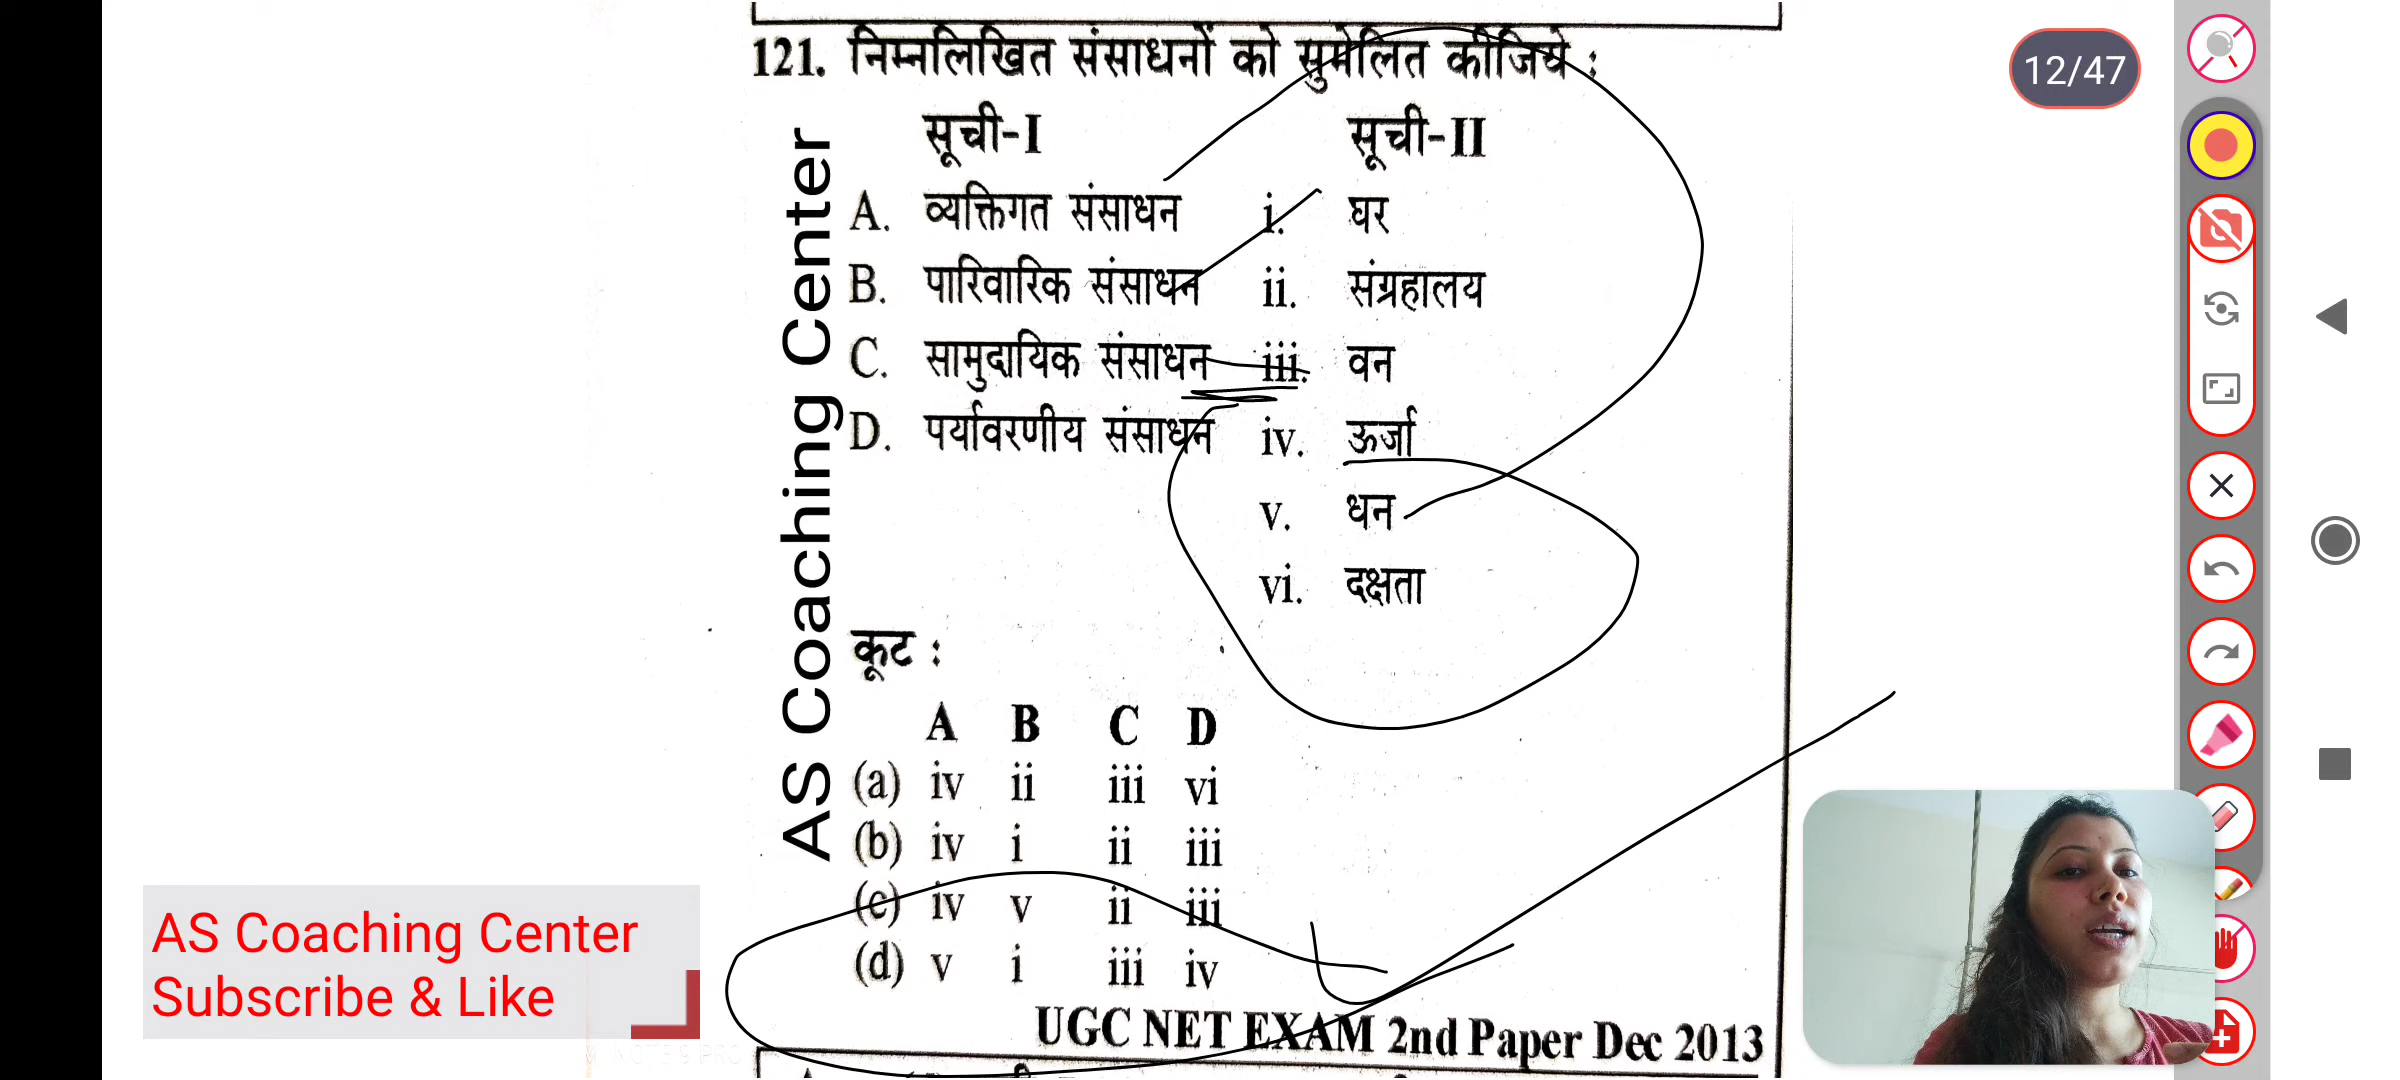 121. निम्नलिखित संसाधनों को सुमेलित कीजिये :
12/47
सूची-I सूची-II
A. व्यक्तिगत संसाधन i. घर
B. पारिवारिक संसाधन ii. संग्रहालय
C. सामुदायिक संसाधन iii. वन
D. पर्यावरणीय संसाधन iv. ऊर्जा
v. धन
vi. दक्षता
कूट :
A B C D
(a) iv ii iii vi
(b) iv i ii iii
(c) iv v ii iii
(d) v i iii iv
UGC NET EXAM 2nd Paper Dec 2013
AS Coaching Center
AS Coaching Center
Subscribe & Like